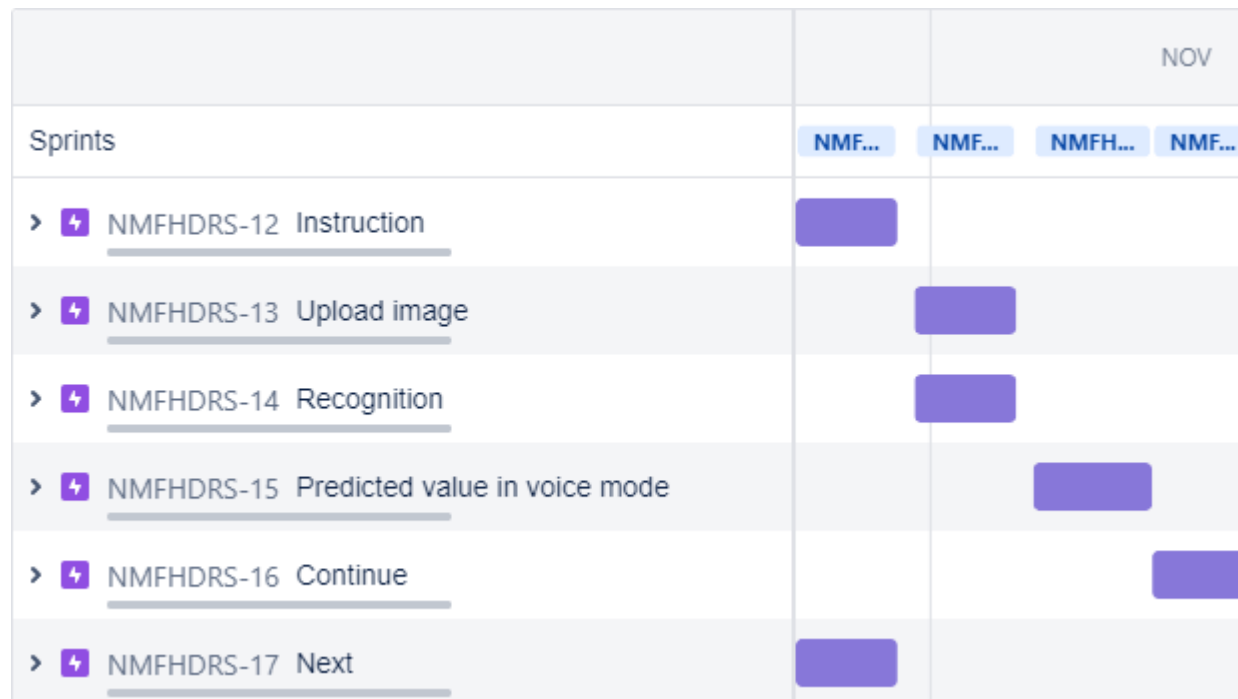 NOV
Sprints NMF... NMF... NMFH... NMF...
NMFHDRS-12 Instruction
NMFHDRS-13 Upload image
NMFHDRS-14 Recognition
NMFHDRS-15 Predicted value in voice mode
NMFHDRS-16 Continue
NMFHDRS-17 Next